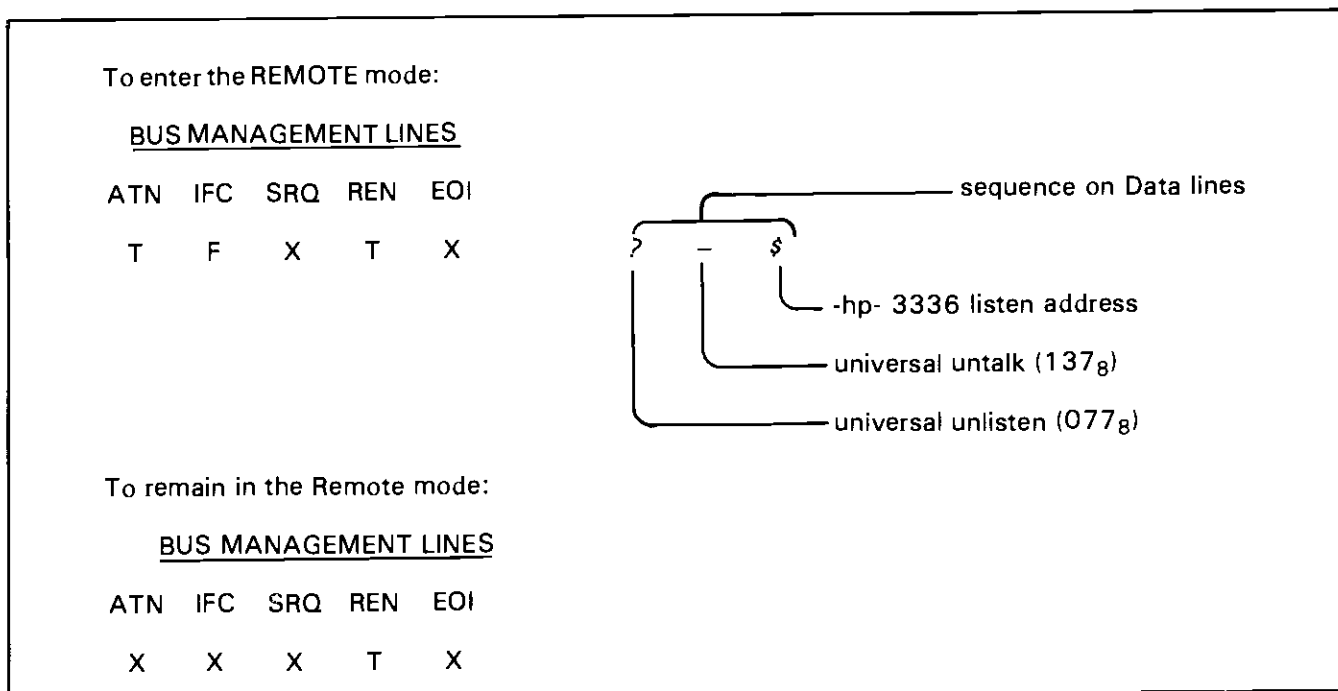 To enter the REMOTE mode:
BUS MANAGEMENT LINES
ATN IFC SRQ REN EOI
T F X T X
sequence on Data lines
? – $
-hp- 3336 listen address
universal untalk (137₈)
universal unlisten (077₈)
To remain in the Remote mode:
BUS MANAGEMENT LINES
ATN IFC SRQ REN EOI
X X X T X